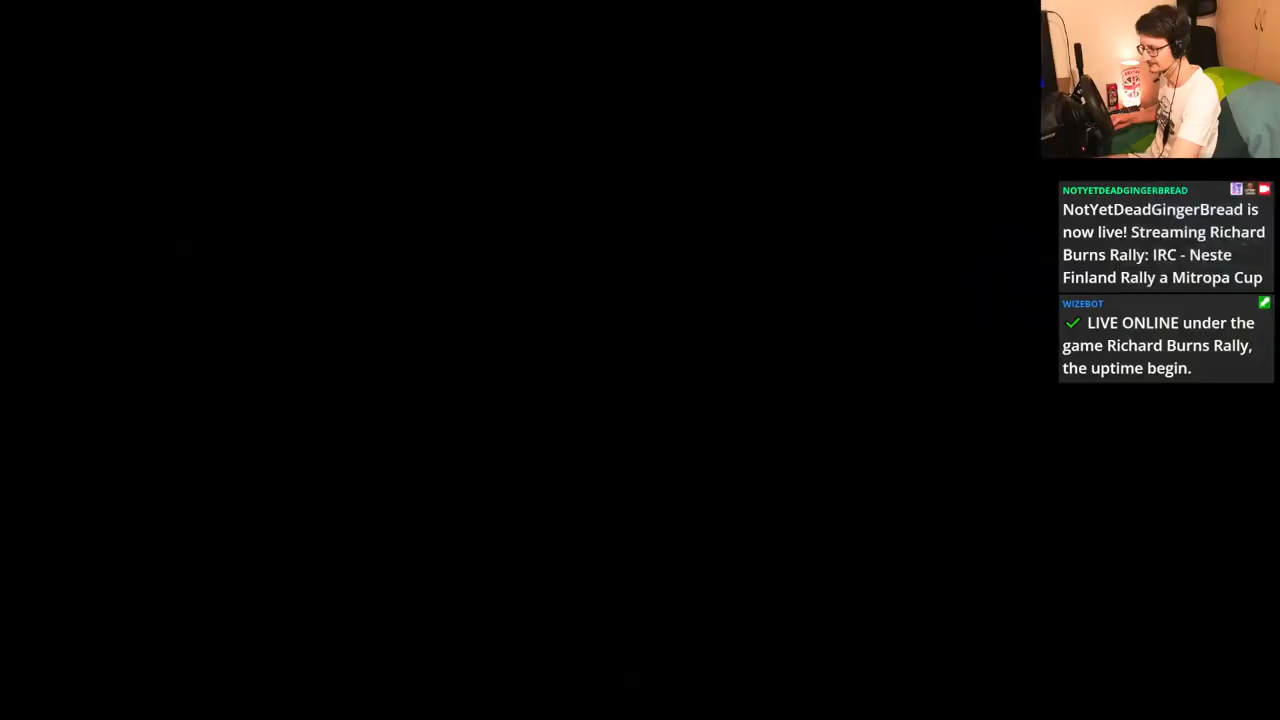 NOTYETDEADGINGERBREAD
NotYetDeadGingerBread is
now live! Streaming Richard
Burns Rally: IRC - Neste
Finland Rally a Mitropa Cup
WIZEBOT
LIVE ONLINE under the
game Richard Burns Rally,
the uptime begin.